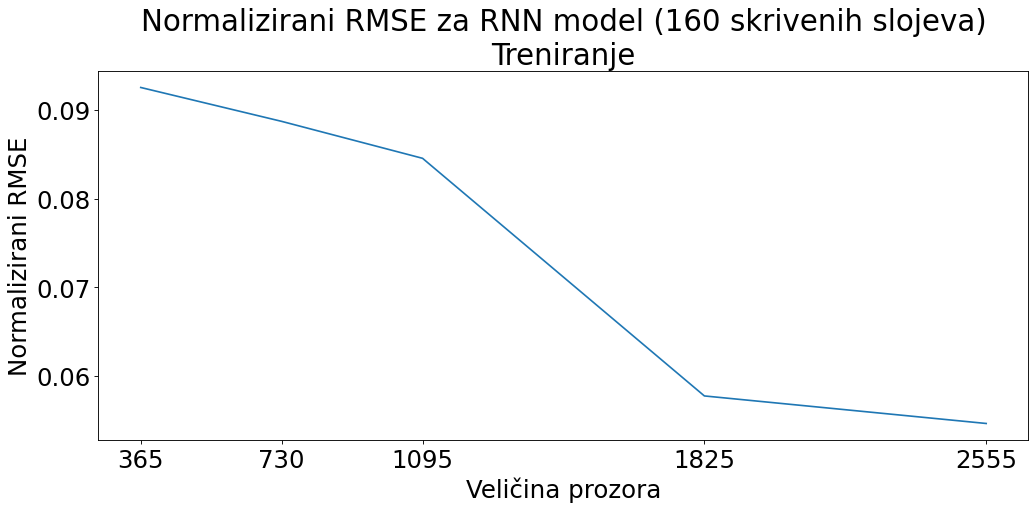 Normalizirani RMSE za RNN model (160 skrivenih slojeva)
Treniranje
Normalizirani RMSE
0.09
0.08
0.07
0.06
365 730 1095 1825 2555
Veličina prozora